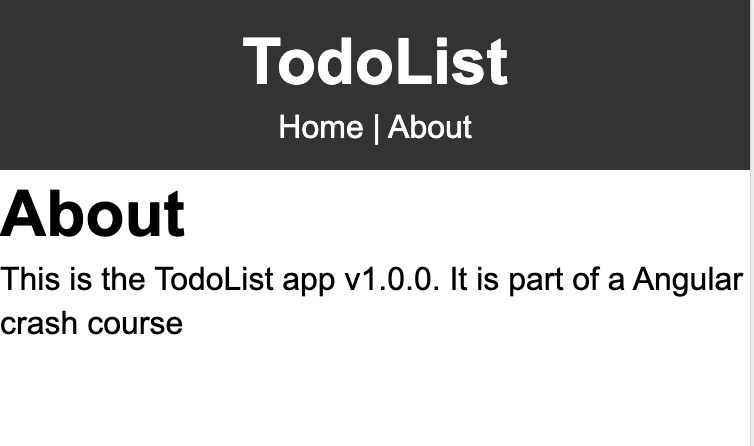 TodoList
Home | About
About
This is the TodoList app v1.0.0. It is part of a Angular
crash course